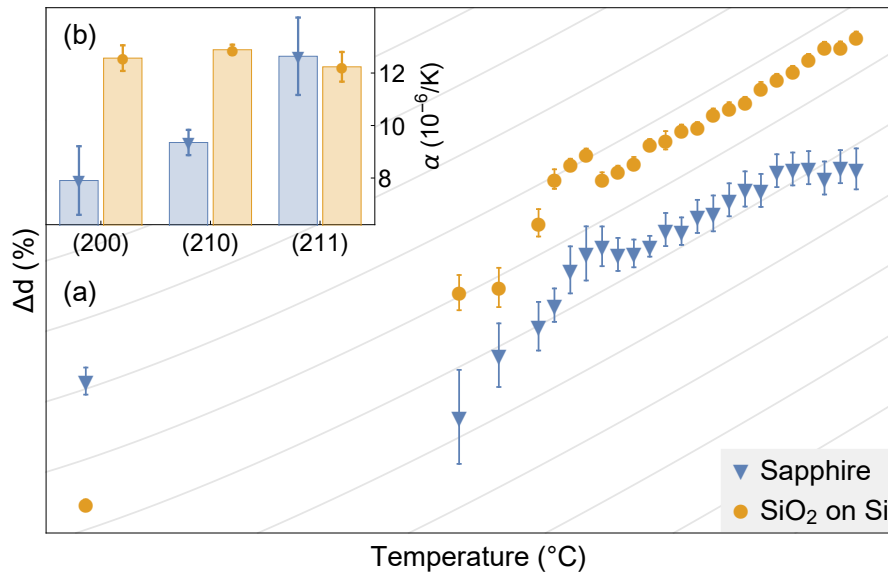 (b)
12
10
8
α (10⁻⁶/K)
(200) (210) (211)
Δd (%)
(a)
Sapphire
SiO₂ on Si
Temperature (°C)